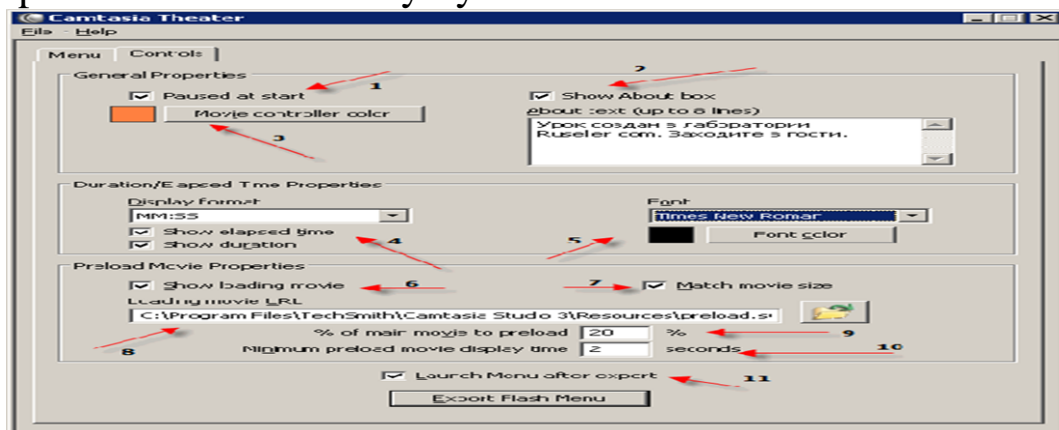 Camtasia Theater
File Help
Menu Controls
General Properties
1 2
Paused at start Show About box
Movie controller color About text (up to 8 lines)
3
Урок создан в лаборатории
Ruseler com. Заходите в гости.
Duration/Elapsed Time Properties
Display Format Font
MM:SS Times New Roman
Show elapsed time 4 5 Font color
Show duration
Preload Movie Properties
Show loading movie 6 7 Match movie size
Loading movie URL
C:\Program Files\TechSmith\Camtasia Studio 3\Resources\preload.s
8 % of main movie to preload 20 % 9
Minimum preload movie display time 2 seconds 10
Launch Menu after export 11
Export Flash Menu